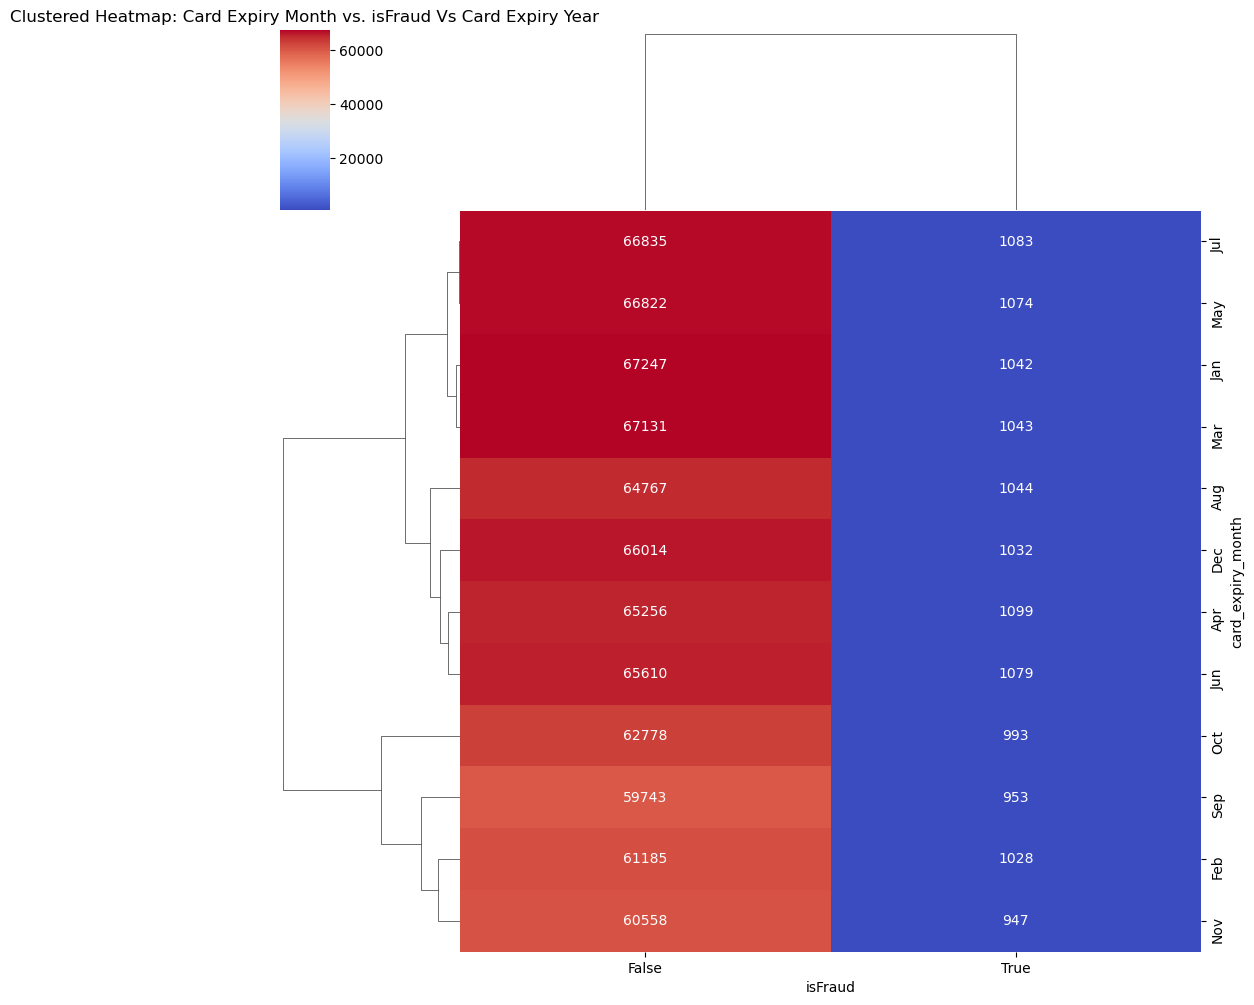 Clustered Heatmap: Card Expiry Month vs. isFraud Vs Card Expiry Year
60000
40000
20000
66835 1083 Jul
66822 1074 May
67247 1042 Jan
67131 1043 Mar
64767 1044 Aug
66014 1032 Dec
65256 1099 Apr
65610 1079 Jun
62778 993 Oct
59743 953 Sep
61185 1028 Feb
60558 947 Nov
card_expiry_month
False True
isFraud